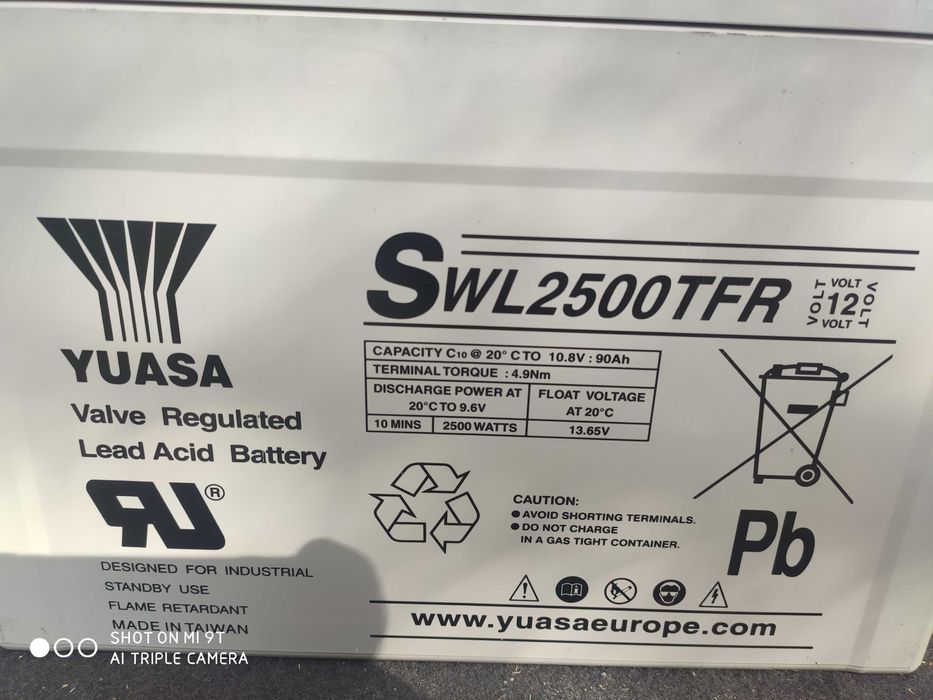 YUASA
Valve Regulated
Lead Acid Battery
RU®
DESIGNED FOR INDUSTRIAL
STANDBY USE
FLAME RETARDANT
MADE IN TAIWAN
SWL2500TFR
VOLT
VOLT 12 VOLT
VOLT
CAPACITY C10 @ 20° C TO 10.8V : 90Ah
TERMINAL TORQUE : 4.9Nm
DISCHARGE POWER AT
20°C TO 9.6V
FLOAT VOLTAGE
AT 20°C
10 MINS 2500 WATTS 13.65V
CAUTION:
● AVOID SHORTING TERMINALS.
● DO NOT CHARGE
IN A GAS TIGHT CONTAINER.
Pb
www.yuasaeurope.com
SHOT ON MI 9T
AI TRIPLE CAMERA